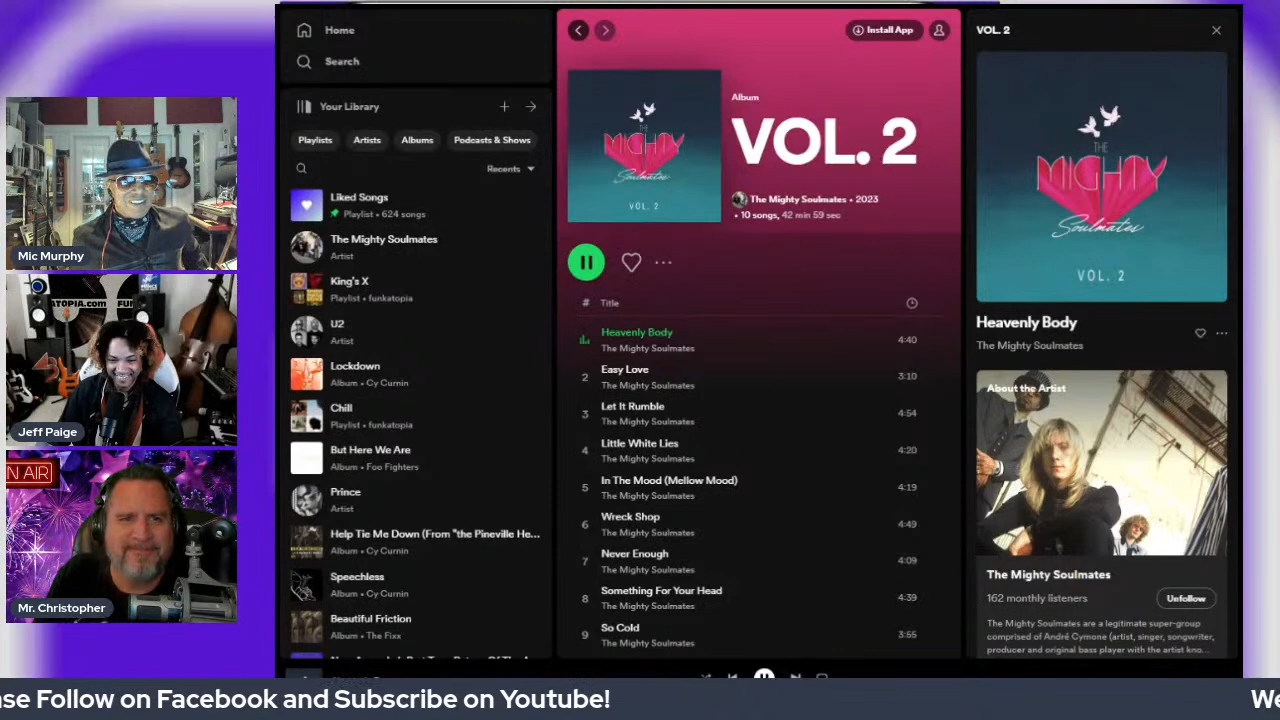 Home
Search
Your Library
Playlists
Artists
Albums
Podcasts & Shows
Recents
Liked Songs
Playlist • 624 songs
The Mighty Soulmates
Artist
King's X
Playlist • funkatopia
U2
Artist
Lockdown
Album • Cy Curnin
Chill
Playlist • funkatopia
But Here We Are
Album • Foo Fighters
Prince
Artist
Help Tie Me Down (From "the Pineville He...
Album • Cy Curnin
Speechless
Album • Cy Curnin
Beautiful Friction
Album • The Fixx
Install App
THE
MIGHTY
Soulmates
VOL. 2
Album
VOL. 2
The Mighty Soulmates • 2023
• 10 songs, 42 min 59 sec
# Title
Heavenly Body
The Mighty Soulmates
4:40
2 Easy Love
The Mighty Soulmates
3:10
3 Let It Rumble
The Mighty Soulmates
4:54
4 Little White Lies
The Mighty Soulmates
4:20
5 In The Mood (Mellow Mood)
The Mighty Soulmates
4:19
6 Wreck Shop
The Mighty Soulmates
4:49
7 Never Enough
The Mighty Soulmates
4:09
8 Something For Your Head
The Mighty Soulmates
4:39
9 So Cold
The Mighty Soulmates
3:55
VOL. 2
THE
MIGHTY
Soulmates
VOL. 2
Heavenly Body
The Mighty Soulmates
About the Artist
The Mighty Soulmates
162 monthly listeners
Unfollow
The Mighty Soulmates are a legitimate super-group
comprised of André Cymone (artist, singer, songwriter,
producer and original bass player with the artist kno...
Mic Murphy
ATOPIA.com FUN
Jeff Paige
N AIR
Mr. Christopher
ase Follow on Facebook and Subscribe on Youtube!
We